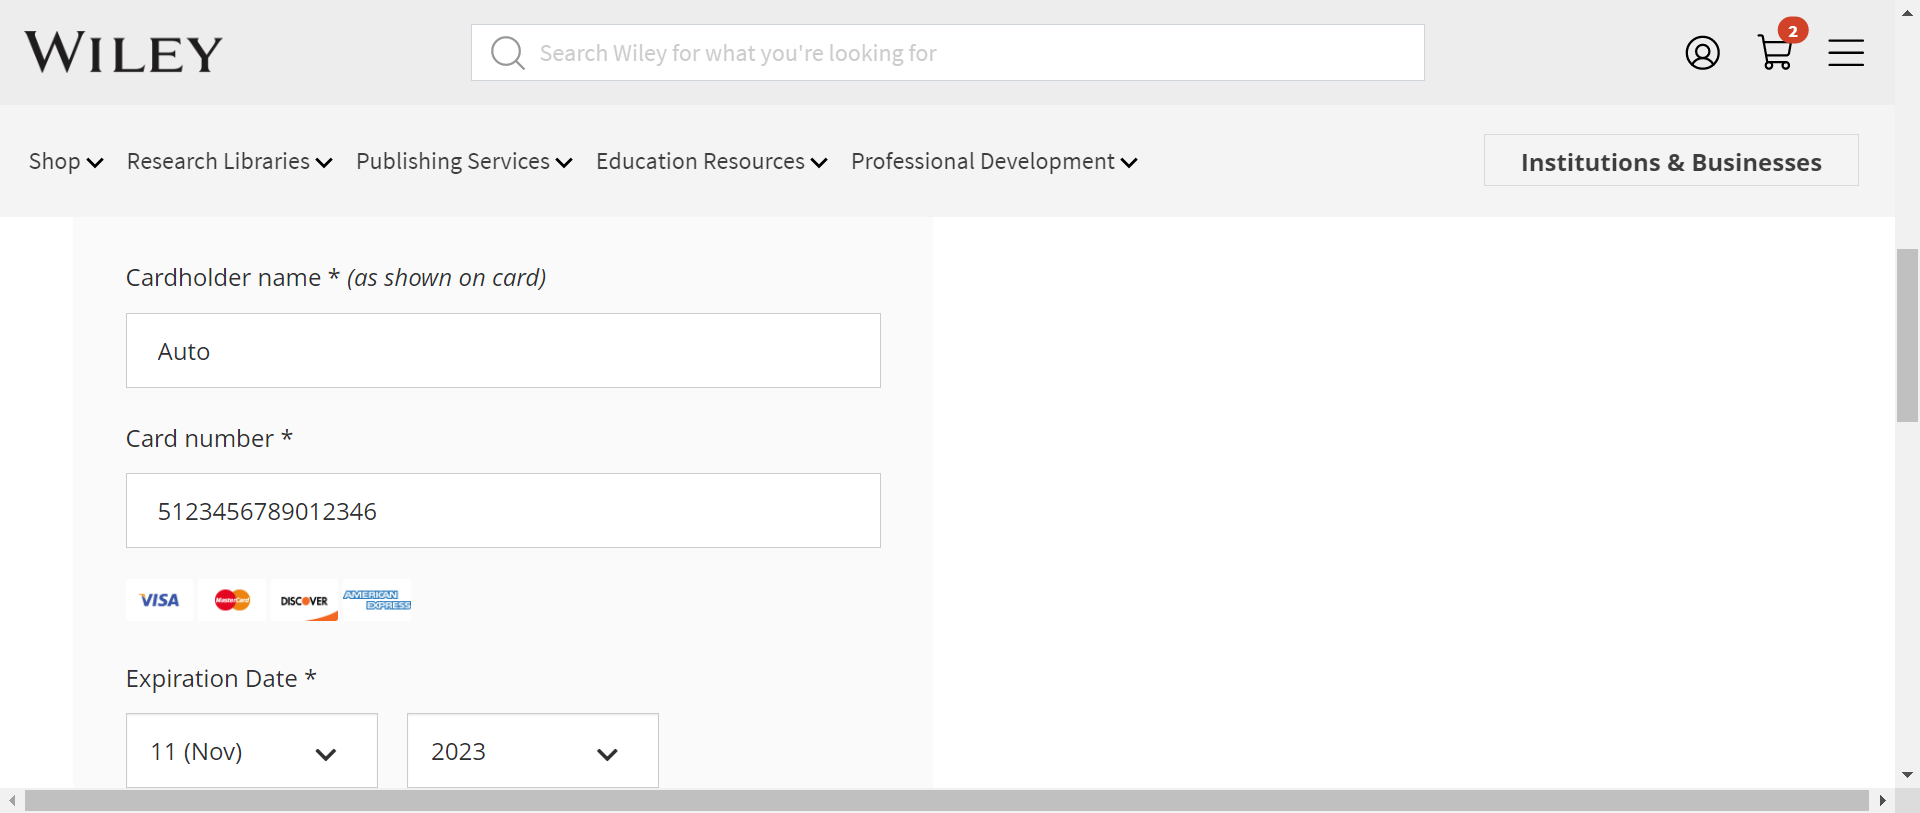 WILEY
Search Wiley for what you're looking for
2
Shop Research Libraries Publishing Services Education Resources Professional Development
Institutions & Businesses
Cardholder name * (as shown on card)
Auto
Card number *
5123456789012346
VISA MasterCard DISCOVER AMERICAN EXPRESS
Expiration Date *
11 (Nov) 2023